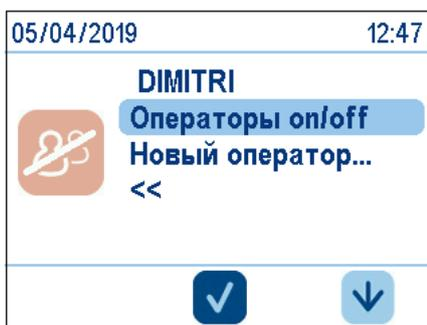 05/04/2019 12:47
DIMITRI
Операторы on/off
Новый оператор...
<<